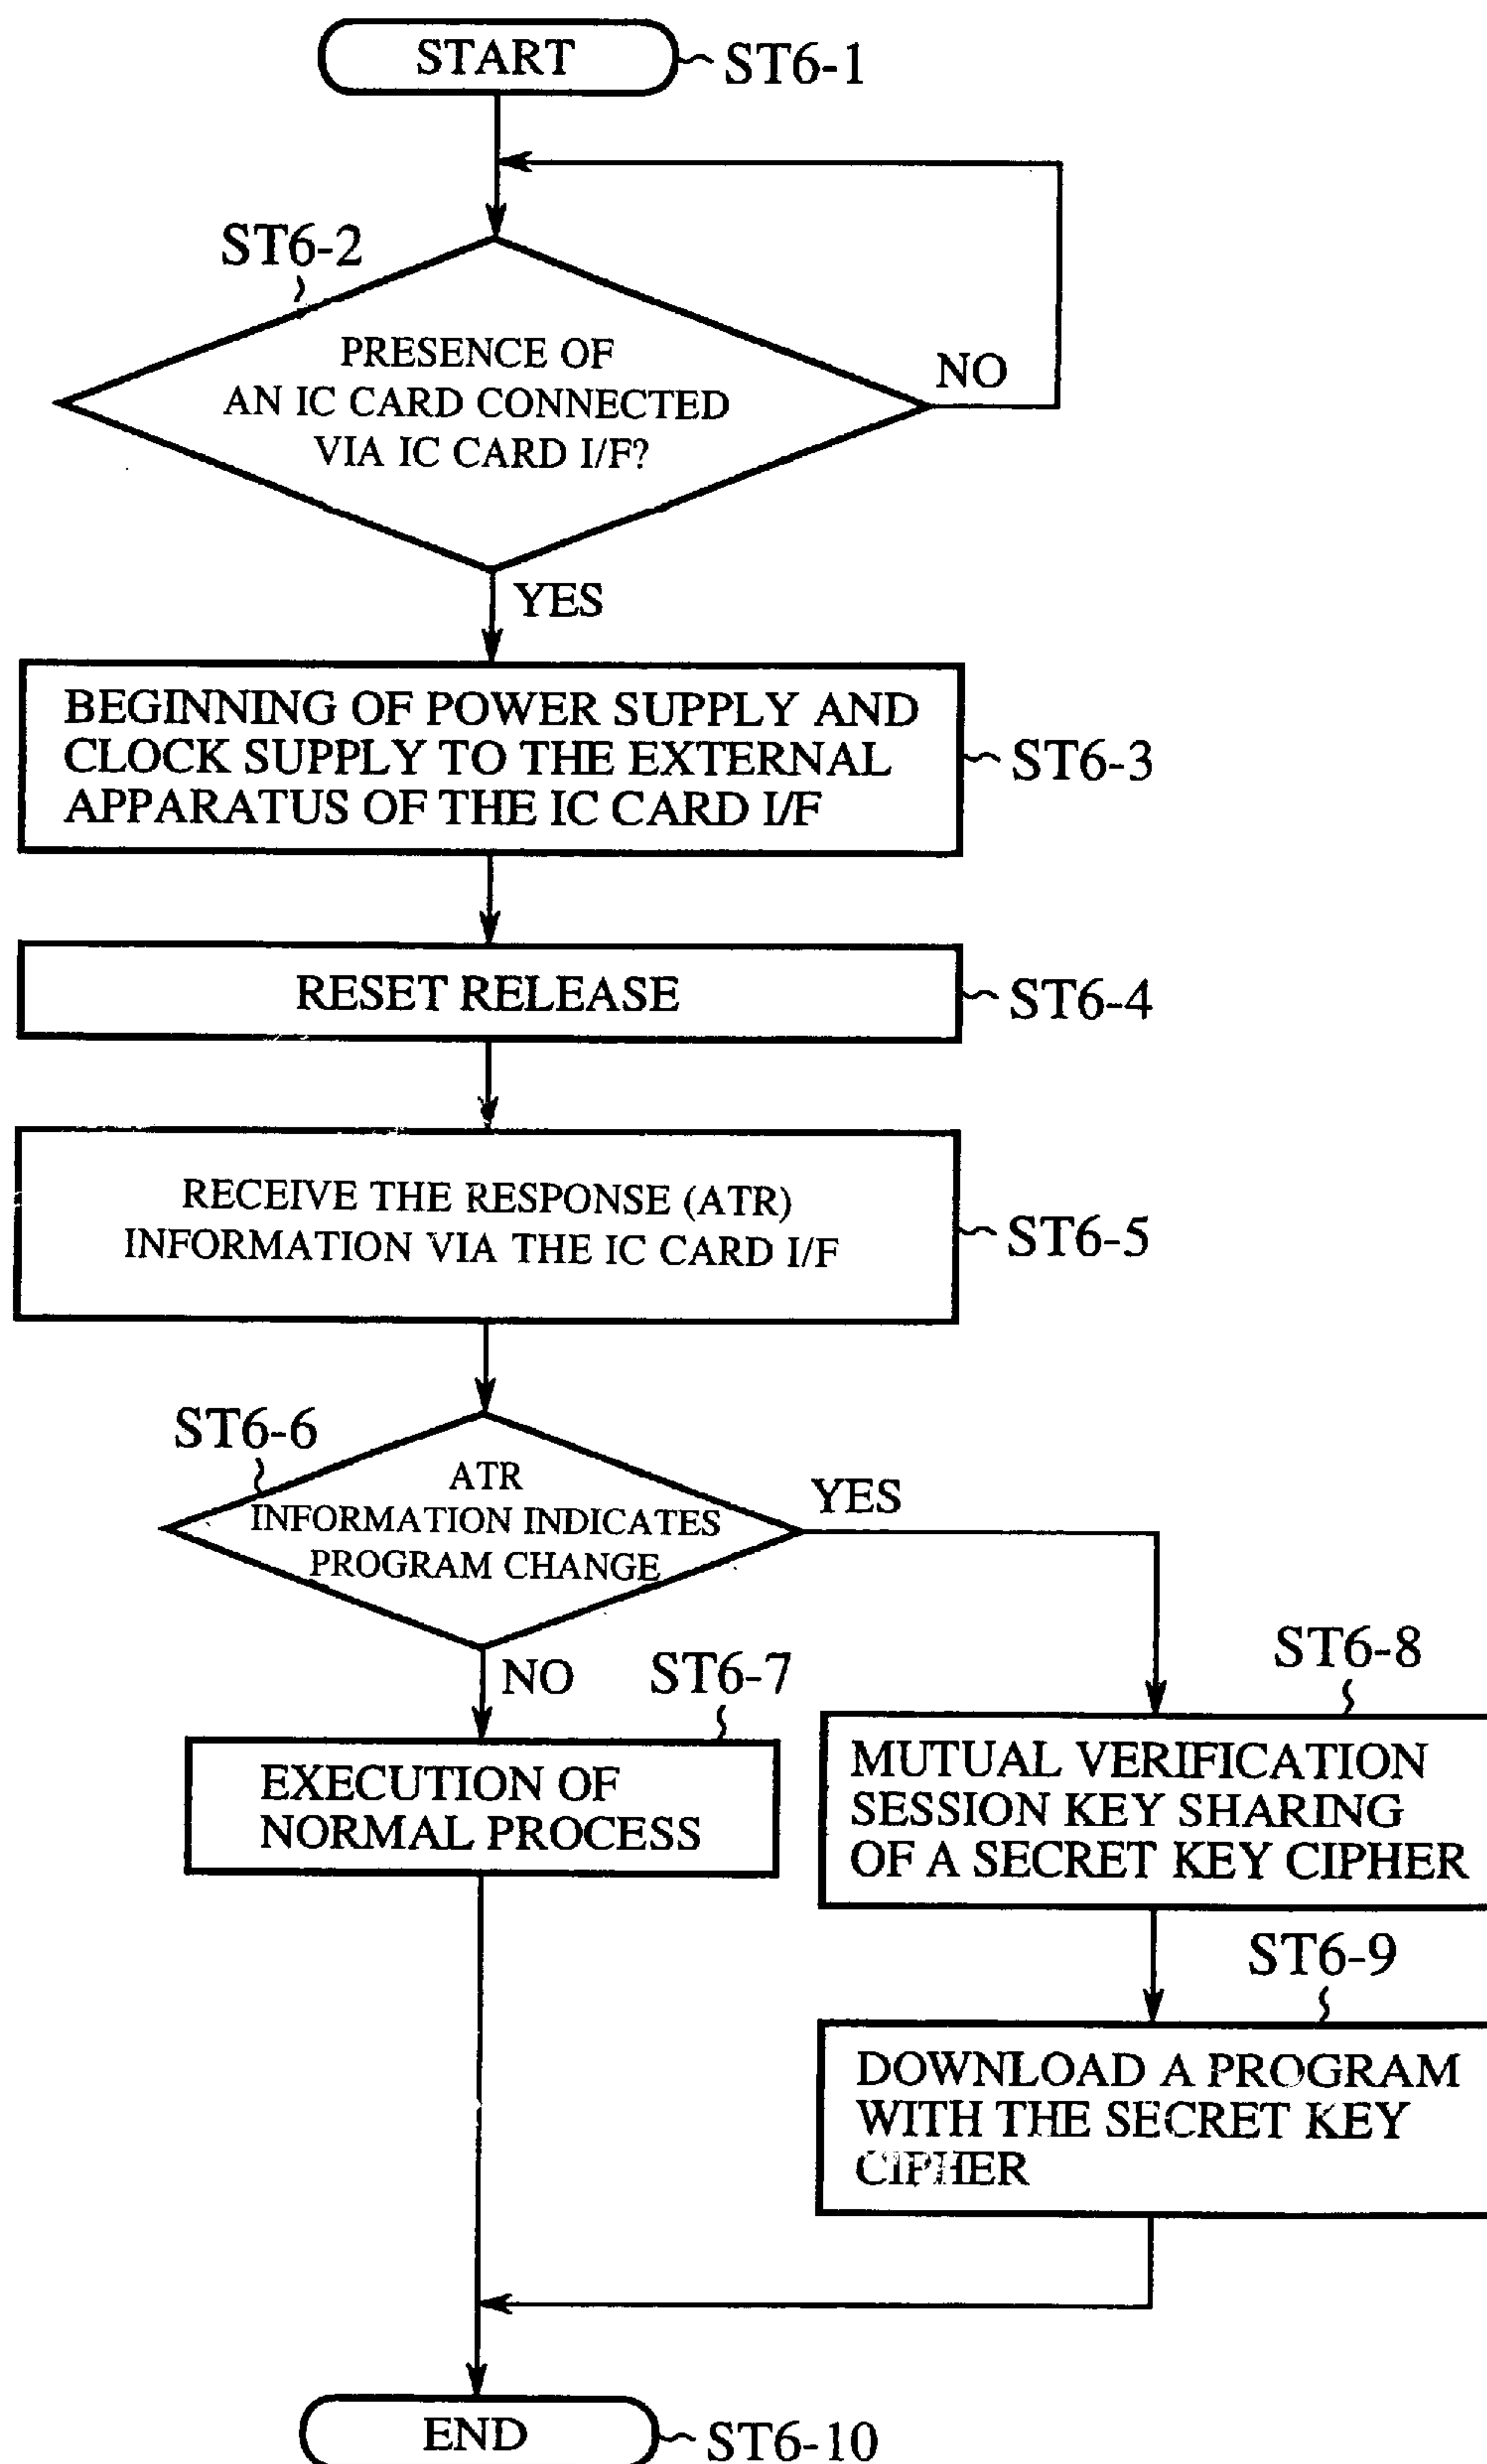 START
ST6-1
ST6-2
PRESENCE OF
AN IC CARD CONNECTED
VIA IC CARD I/F?
NO
YES
BEGINNING OF POWER SUPPLY AND
CLOCK SUPPLY TO THE EXTERNAL
APPARATUS OF THE IC CARD I/F
ST6-3
RESET RELEASE
ST6-4
RECEIVE THE RESPONSE (ATR)
INFORMATION VIA THE IC CARD I/F
ST6-5
ST6-6
ATR
INFORMATION INDICATES
PROGRAM CHANGE
YES
NO
ST6-7
EXECUTION OF
NORMAL PROCESS
ST6-8
MUTUAL VERIFICATION
SESSION KEY SHARING
OF A SECRET KEY CIPHER
ST6-9
DOWNLOAD A PROGRAM
WITH THE SECRET KEY
CIPHER
END
ST6-10